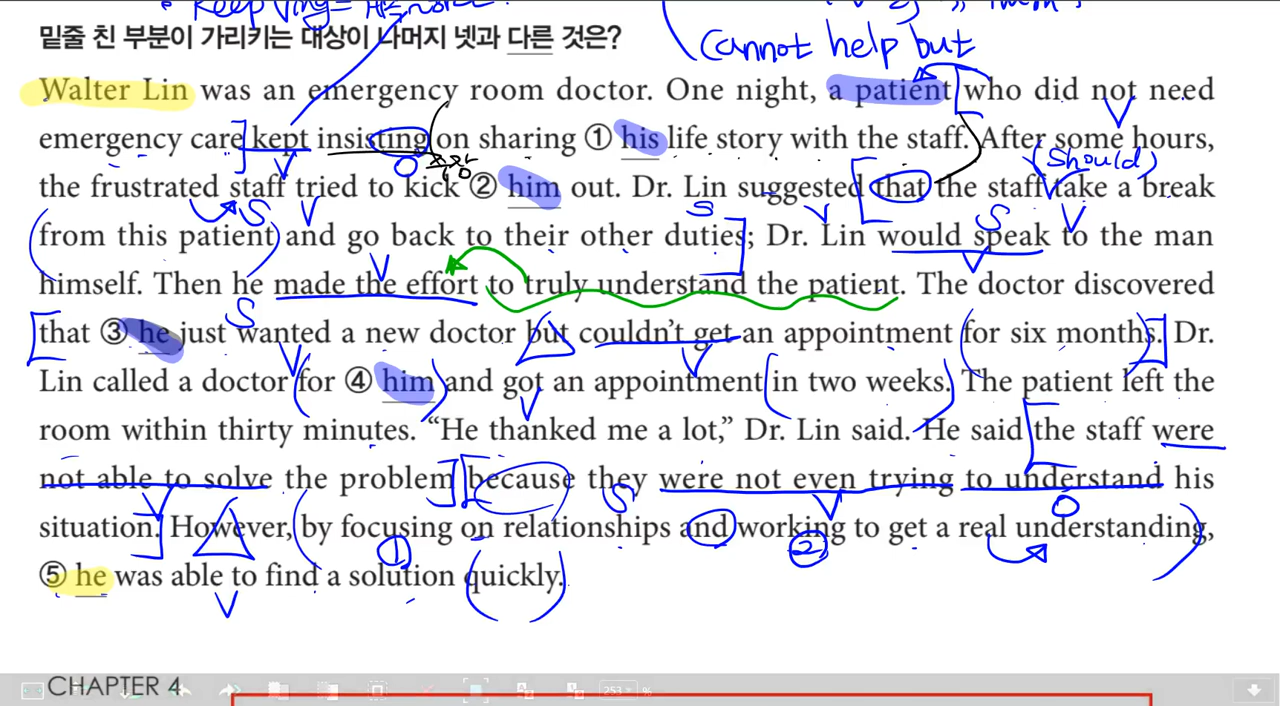 cannot help but
밑줄 친 부분이 가리키는 대상이 나머지 넷과 다른 것은?
Walter Lin was an emergency room doctor. One night, a patient who did not need
emergency care] kept insisting on sharing ① his life story with the staff. After some hours,
(should)
the frustrated staff tried to kick ② him out. Dr. Lin suggested [that the staff take a break
S V S V S V
(from this patient) and go back to their other duties]; Dr. Lin would speak to the man
V V
himself. Then he made the effort to truly understand the patient. The doctor discovered
S
[that ③ he just wanted a new doctor but couldn't get an appointment (for six months).] Dr.
V V
Lin called a doctor (for ④ him) and got an appointment (in two weeks). The patient left the
V
room within thirty minutes. “He thanked me a lot,” Dr. Lin said. He said [the staff were
not able to solve the problem] [because they were not even trying to understand his
V S V O
situation.] However, (by focusing on relationships and working to get a real understanding),
① ②
⑤ he was able to find a solution (quickly).
V
CHAPTER 4
253 %